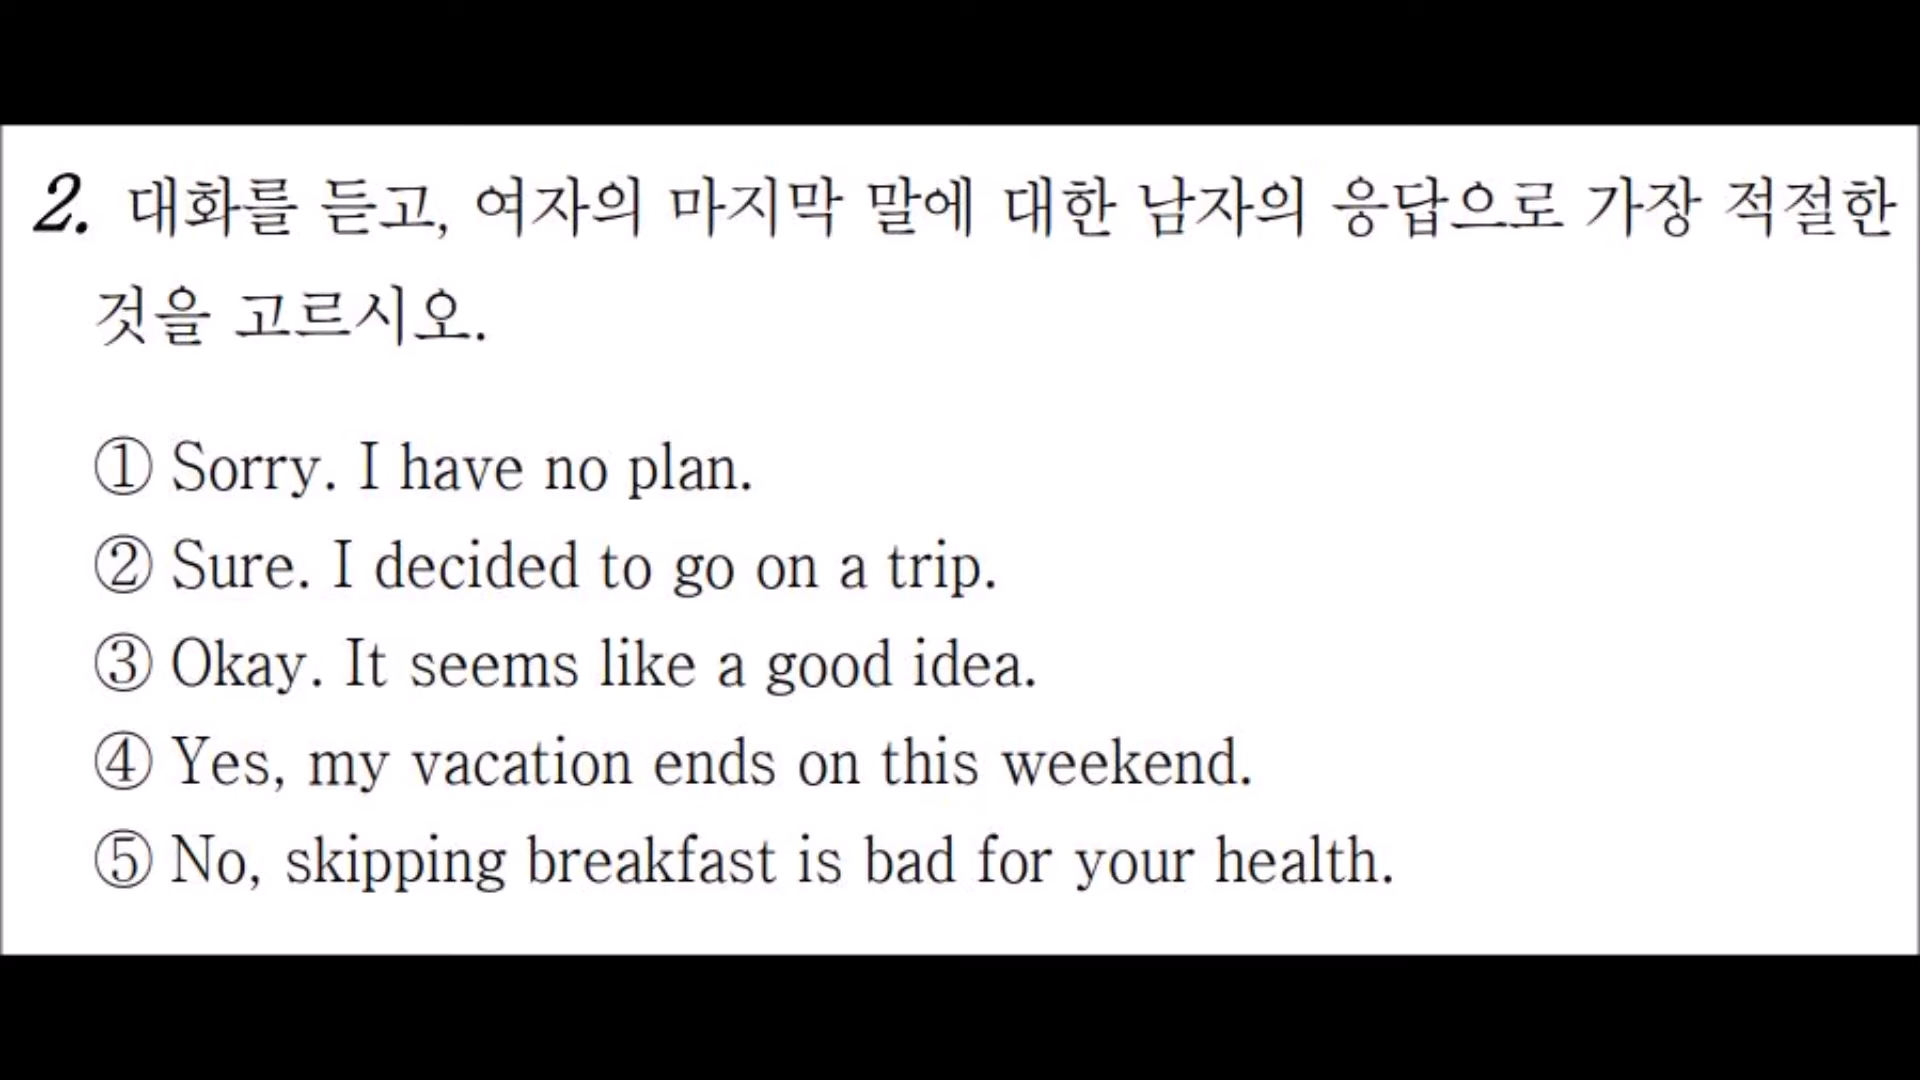 2. 대화를 듣고, 여자의 마지막 말에 대한 남자의 응답으로 가장 적절한
것을 고르시오.
① Sorry. I have no plan.
② Sure. I decided to go on a trip.
③ Okay. It seems like a good idea.
④ Yes, my vacation ends on this weekend.
⑤ No, skipping breakfast is bad for your health.